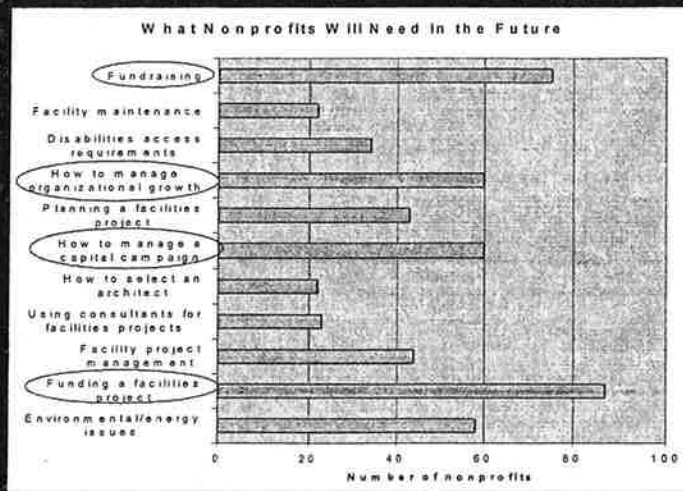 What Nonprofits Will Need in the Future
Fundraising
Facility maintenance
Disabilities access
requirements
How to manage
organizational growth
Planning a facilities
project
How to manage a
capital campaign
How to select an
architect
Using consultants for
facilities projects
Facility project
management
Funding a facilities
project
Environmental/energy
issues
0 20 40 60 80 100
Number of nonprofits